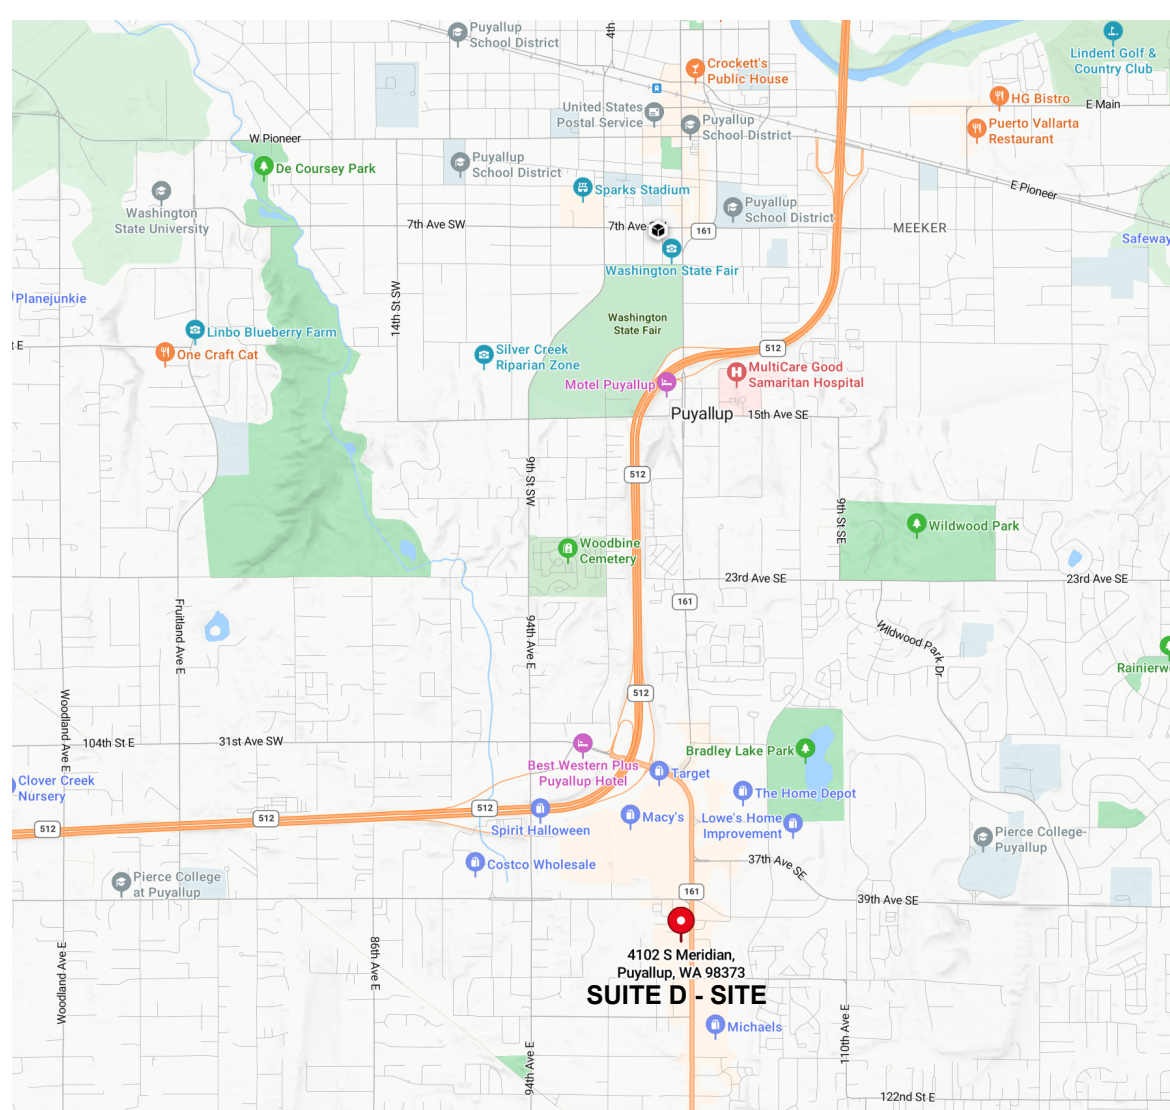 Puyallup
School District
4th
Crockett's
Public House
Lindent Golf &
Country Club
HG Bistro
E Main
United States
Postal Service
Puyallup
School District
Puerto Vallarta
Restaurant
W Pioneer
De Coursey Park
Puyallup
School District
Sparks Stadium
E Pioneer
Washington
State University
Puyallup
School District
7th Ave SW
7th Ave
161
MEEKER
Safeway
Washington State Fair
Planejunkie
14th St SW
Washington
State Fair
Linbo Blueberry Farm
One Craft Cat
t E
Silver Creek
Riparian Zone
512
MultiCare Good
Samaritan Hospital
Motel Puyallup
Puyallup
15th Ave SE
512
9th St SW
9th St SE
Wildwood Park
Woodbine
Cemetery
23rd Ave SE
23rd Ave SE
161
Fruitland Ave E
94th Ave E
Wildwood Park Dr
Rainierw
512
Woodland Ave E
104th St E
31st Ave SW
Bradley Lake Park
Best Western Plus
Puyallup Hotel
Target
Clover Creek
Nursery
The Home Depot
512
512
512
Spirit Halloween
Macy's
Lowe's Home
Improvement
Pierce College-
Puyallup
Costco Wholesale
37th Ave SE
Pierce College
at Puyallup
161
39th Ave SE
86th Ave E
Woodland Ave E
4102 S Meridian,
Puyallup, WA 98373
SUITE D - SITE
Michaels
110th Ave E
94th Ave E
122nd St E